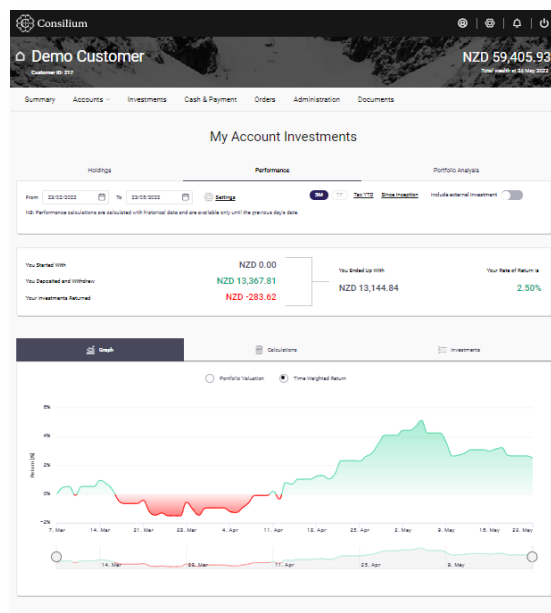 Consilium
Demo Customer
Customer ID: 217
NZD 59,405.93
Total wealth at 24 May 2022
Summary Accounts Investments Cash & Payment Orders Administration Documents
My Account Investments
Holdings Performance Portfolio Analysis
From 23/02/2022 To 23/05/2022 Settings 3M 1Y Tax YTD Since Inception Include external investment
NB: Performance calculations are calculated with historical data and are available only until the previous day's date.
You Started With NZD 0.00
You Deposited and Withdrew NZD 13,367.81
Your Investments Returned NZD -283.62
You Ended Up With
NZD 13,144.84
Your Rate of Return is
2.50%
Graph Calculations Investments
Portfolio Valuation Time Weighted Return
Return [%]
6%
4%
2%
0%
-2%
7. Mar 14. Mar 21. Mar 28. Mar 4. Apr 11. Apr 18. Apr 25. Apr 2. May 9. May 16. May 23. May
14. Mar 28. Mar 11. Apr 25. Apr 9. May